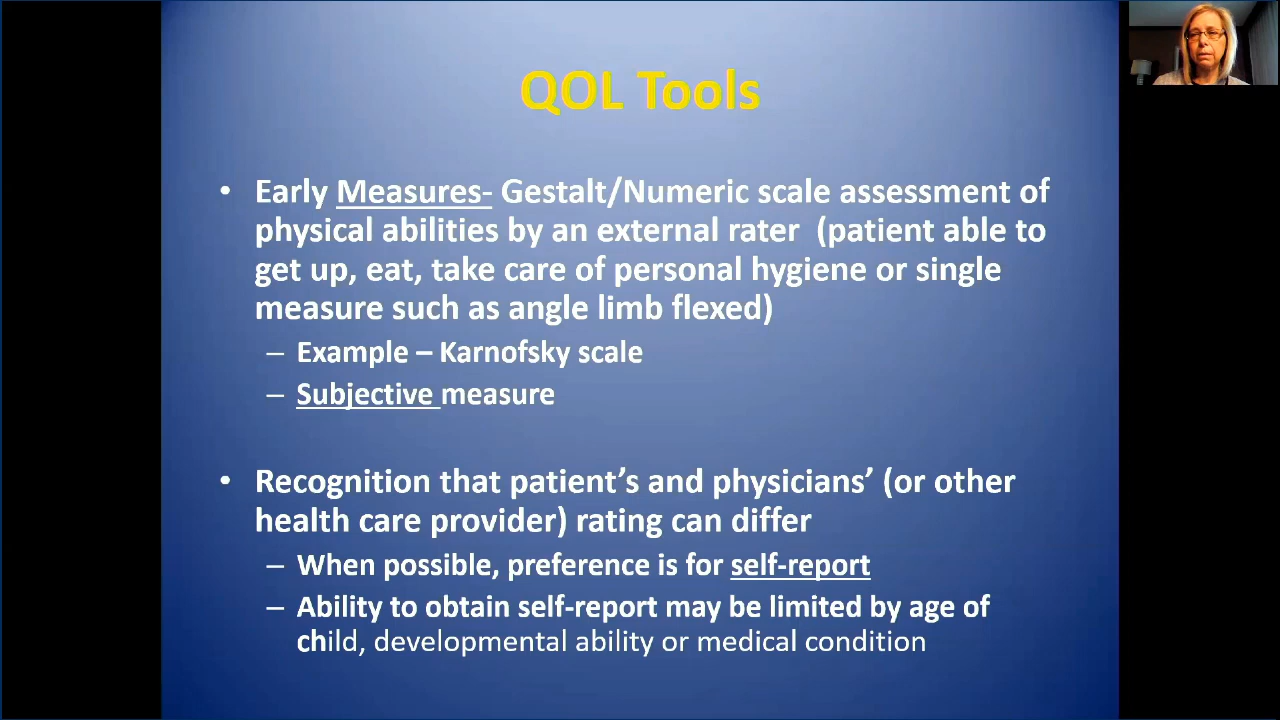 QOL Tools
• Early Measures- Gestalt/Numeric scale assessment of
physical abilities by an external rater  (patient able to
get up, eat, take care of personal hygiene or single
measure such as angle limb flexed)
– Example – Karnofsky scale
– Subjective measure
• Recognition that patient’s and physicians’ (or other
health care provider) rating can differ
– When possible, preference is for self-report
– Ability to obtain self-report may be limited by age of
child, developmental ability or medical condition